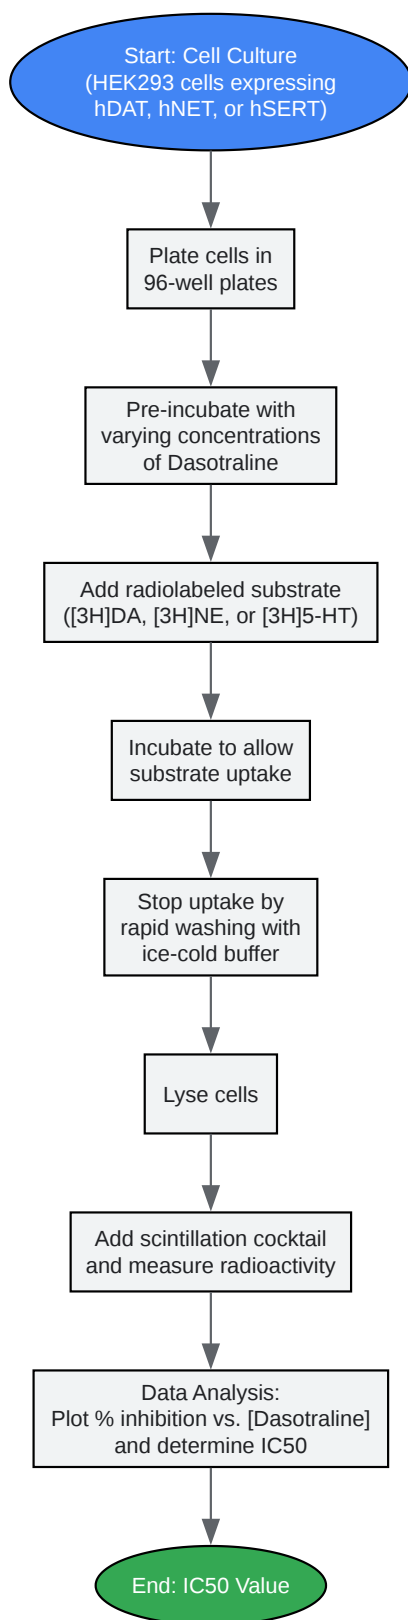 Start: Cell Culture
(HEK293 cells expressing
hDAT, hNET, or hSERT)
Plate cells in
96-well plates
Pre-incubate with
varying concentrations
of Dasotraline
Add radiolabeled substrate
([3H]DA, [3H]NE, or [3H]5-HT)
Incubate to allow
substrate uptake
Stop uptake by
rapid washing with
ice-cold buffer
Lyse cells
Add scintillation cocktail
and measure radioactivity
Data Analysis:
Plot % inhibition vs. [Dasotraline]
and determine IC50
End: IC50 Value